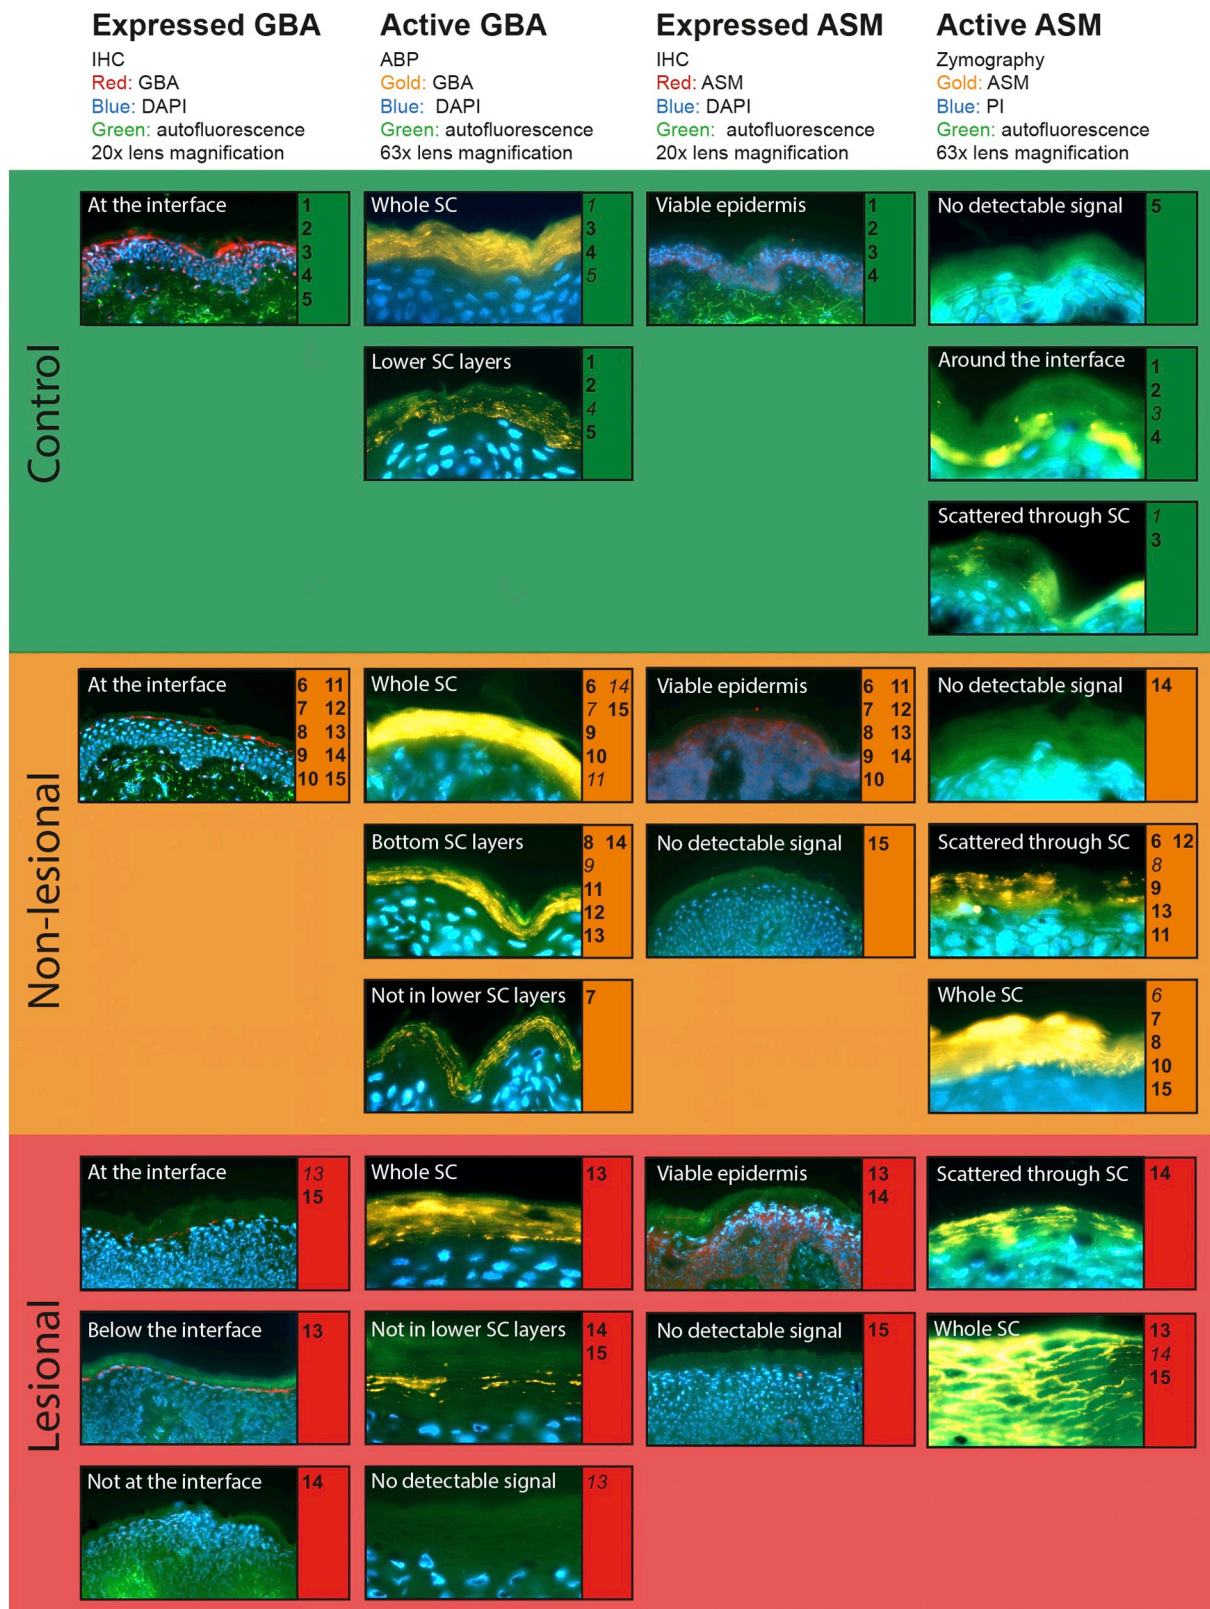 Expressed GBA
IHC
Red: GBA
Blue: DAPI
Green: autofluorescence
20x lens magnification
Active GBA
ABP
Gold: GBA
Blue: DAPI
Green: autofluorescence
63x lens magnification
Expressed ASM
IHC
Red: ASM
Blue: DAPI
Green: autofluorescence
20x lens magnification
Active ASM
Zymography
Gold: ASM
Blue: PI
Green: autofluorescence
63x lens magnification
Control
At the interface
1
2
3
4
5
Whole SC
1
3
4
5
Viable epidermis
1
2
3
4
No detectable signal
5
Lower SC layers
1
2
4
5
Around the interface
1
2
3
4
Scattered through SC
1
3
Non-lesional
At the interface
6 11
7 12
8 13
9 14
10 15
Whole SC
6 14
7 15
9
10
11
Viable epidermis
6 11
7 12
8 13
9 14
10
No detectable signal
14
Bottom SC layers
8 14
9
11
12
13
No detectable signal
15
Scattered through SC
6 12
8
9
13
11
Not in lower SC layers
7
Whole SC
6
7
8
10
15
Lesional
At the interface
13
15
Whole SC
13
Viable epidermis
13
14
Scattered through SC
14
Below the interface
13
Not in lower SC layers
14
15
No detectable signal
15
Whole SC
13
14
15
Not at the interface
14
No detectable signal
13